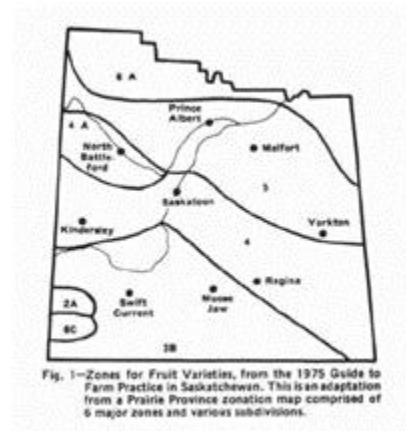 6 A
Prince
Albert
4 A
North
Battle-
ford
Melfort
3
Saskatoon
Kindersley
Yorkton
4
Regina
2A
Swift
Current
Moose
Jaw
6C
3B
Fig. 1—Zones for Fruit Varieties, from the 1975 Guide to
Farm Practice in Saskatchewan. This is an adaptation
from a Prairie Province zonation map comprised of
6 major zones and various subdivisions.